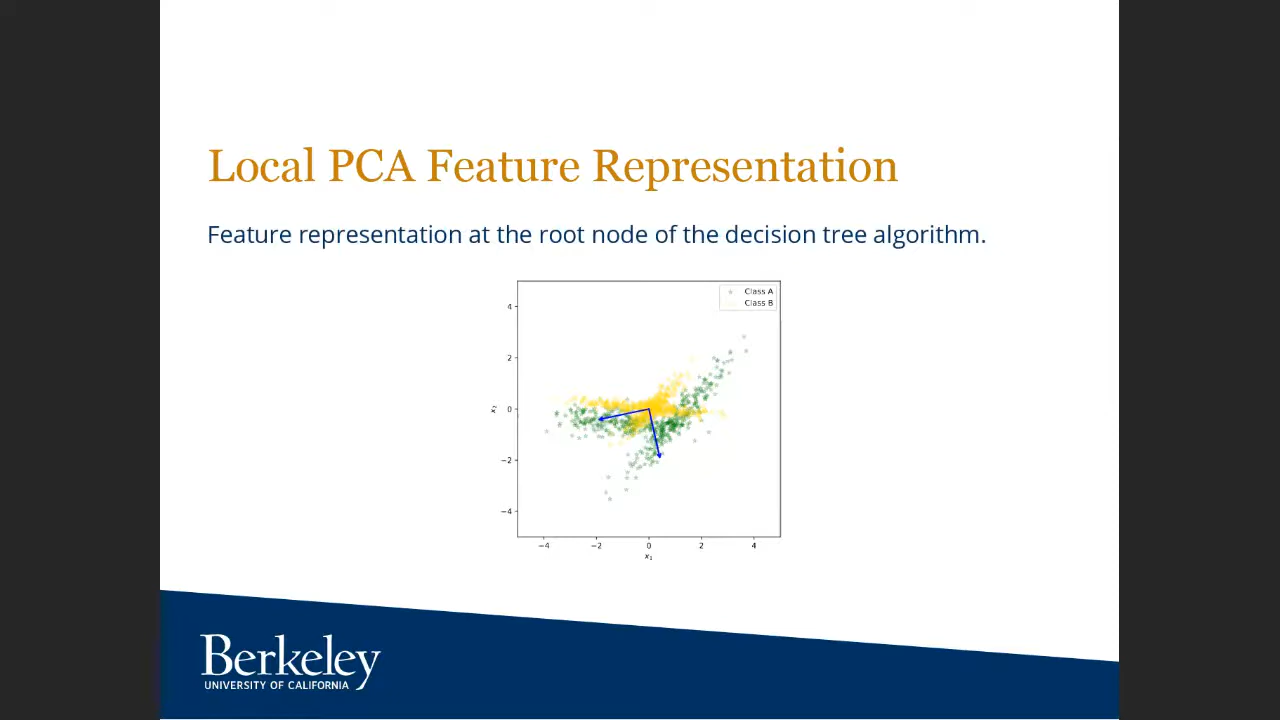 Local PCA Feature Representation
Feature representation at the root node of the decision tree algorithm.
Class A
Class B
4
2
0
−2
−4
x₂
−4 −2 0 2 4
x₁
Berkeley
UNIVERSITY OF CALIFORNIA